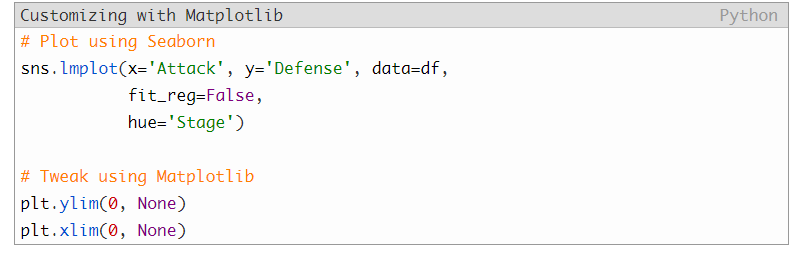 Customizing with Matplotlib Python
# Plot using Seaborn
sns.lmplot(x='Attack', y='Defense', data=df,
           fit_reg=False,
           hue='Stage')

# Tweak using Matplotlib
plt.ylim(0, None)
plt.xlim(0, None)